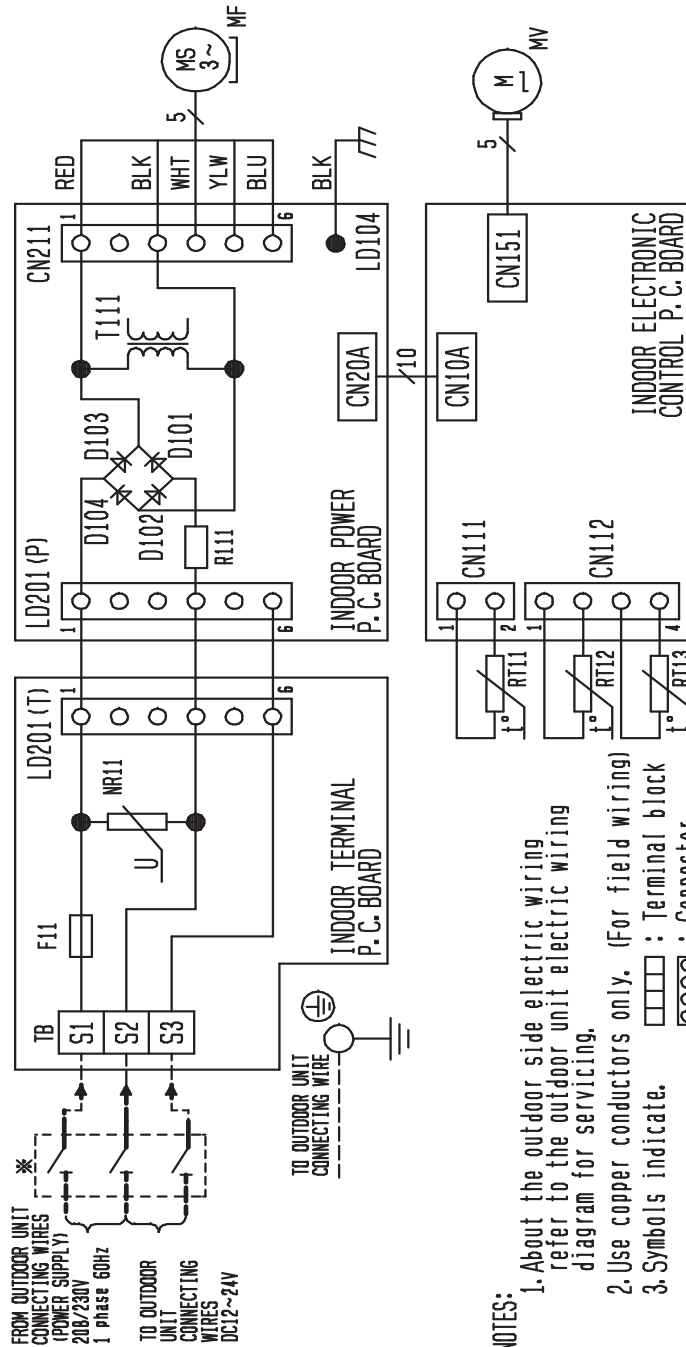 FROM OUTDOOR UNIT
CONNECTING WIRES
(POWER SUPPLY)
208/230V
1 phase 60Hz
TO OUTDOOR
UNIT
CONNECTING
WIRES
DC12~24V
※
TB
S1
S2
S3
F11
NR11
U
LD201(T)
1
6
INDOOR TERMINAL
P.C.BOARD
TO OUTDOOR UNIT
CONNECTING WIRE
LD201(P)
1
6
D104
D103
D102
D101
R111
T111
INDOOR POWER
P.C.BOARD
CN211
1
6
RED
BLK
WHT
YLW
BLU
BLK
LD104
5
MS
3~
MF
CN20A
10
CN10A
CN151
5
M
MV
INDOOR ELECTRONIC
CONTROL P.C.BOARD
CN111
1
2
CN112
1
4
RT11
t°
RT12
t°
RT13
t°
NOTES:
1. About the outdoor side electric wiring
refer to the outdoor unit electric wiring
diagram for servicing.
2. Use copper conductors only. (For field wiring)
3. Symbols indicate.
: Terminal block
: Connector